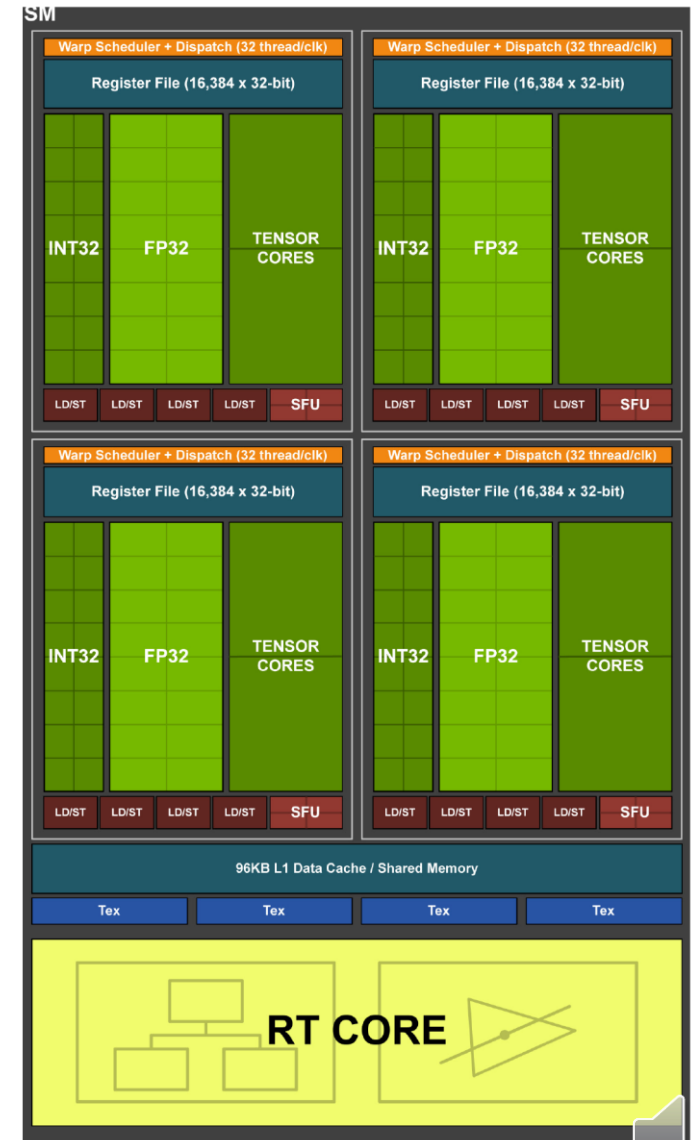 SM
Warp Scheduler + Dispatch (32 thread/clk)
Register File (16,384 x 32-bit)
INT32
FP32
TENSOR
CORES
LD/ST
LD/ST
LD/ST
LD/ST
SFU
Warp Scheduler + Dispatch (32 thread/clk)
Register File (16,384 x 32-bit)
INT32
FP32
TENSOR
CORES
LD/ST
LD/ST
LD/ST
LD/ST
SFU
Warp Scheduler + Dispatch (32 thread/clk)
Register File (16,384 x 32-bit)
INT32
FP32
TENSOR
CORES
LD/ST
LD/ST
LD/ST
LD/ST
SFU
Warp Scheduler + Dispatch (32 thread/clk)
Register File (16,384 x 32-bit)
INT32
FP32
TENSOR
CORES
LD/ST
LD/ST
LD/ST
LD/ST
SFU
96KB L1 Data Cache / Shared Memory
Tex
Tex
Tex
Tex
RT CORE